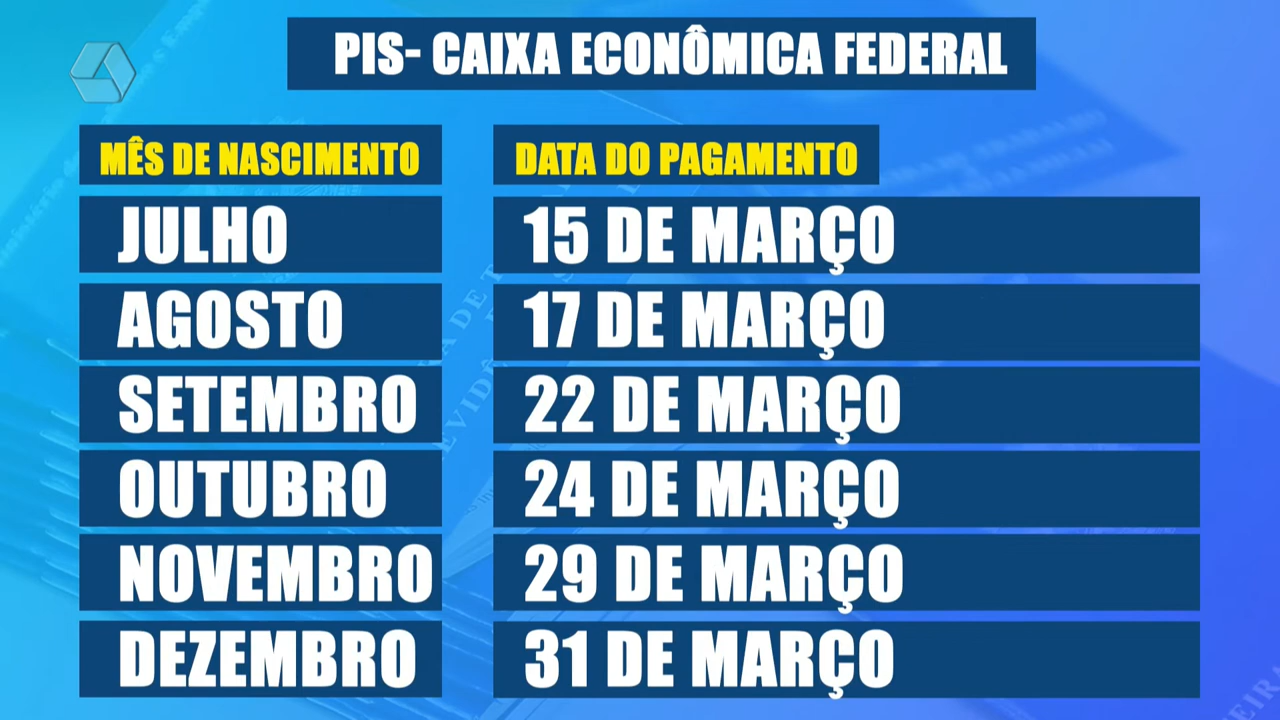 PIS- CAIXA ECONÔMICA FEDERAL
MÊS DE NASCIMENTO DATA DO PAGAMENTO
JULHO 15 DE MARÇO
AGOSTO 17 DE MARÇO
SETEMBRO 22 DE MARÇO
OUTUBRO 24 DE MARÇO
NOVEMBRO 29 DE MARÇO
DEZEMBRO 31 DE MARÇO